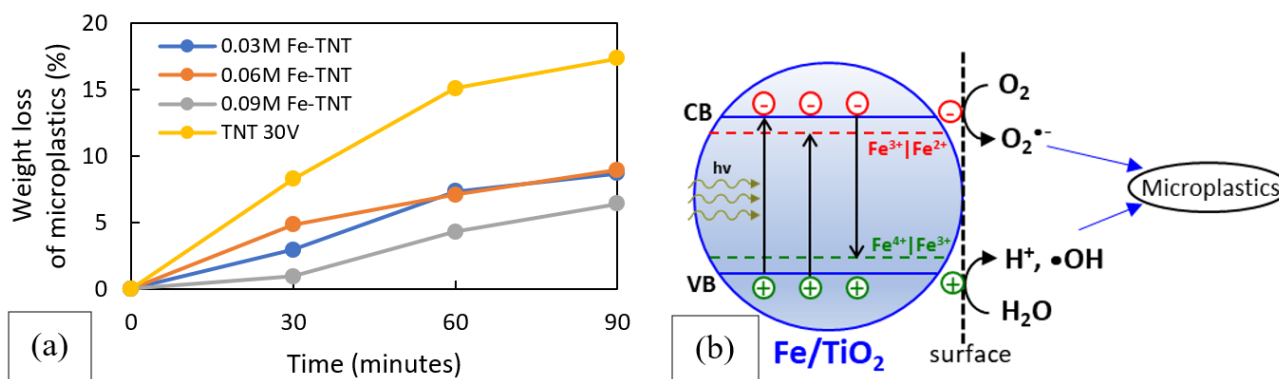 20
15
10
5
0
0
30
60
90
Weight loss
of microplastics (%)
Time (minutes)
0.03M Fe-TNT
0.06M Fe-TNT
0.09M Fe-TNT
TNT 30V
(a)
CB
- - -
-
O₂
O₂•⁻
Fe³⁺|Fe²⁺
hν
Microplastics
Fe⁴⁺|Fe³⁺
VB
+ + +
+
H⁺, •OH
H₂O
Fe/TiO₂
surface
(b)